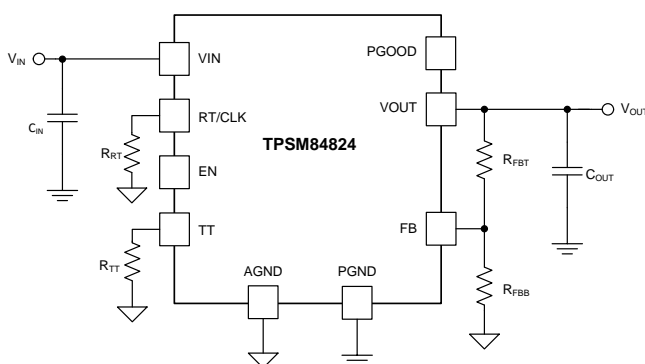 PGOOD
VIN
VIN
VOUT
VOUT
RT/CLK
CIN
TPSM84824
RRT
RFBT
COUT
EN
TT
FB
RTT
AGND
PGND
RFBB